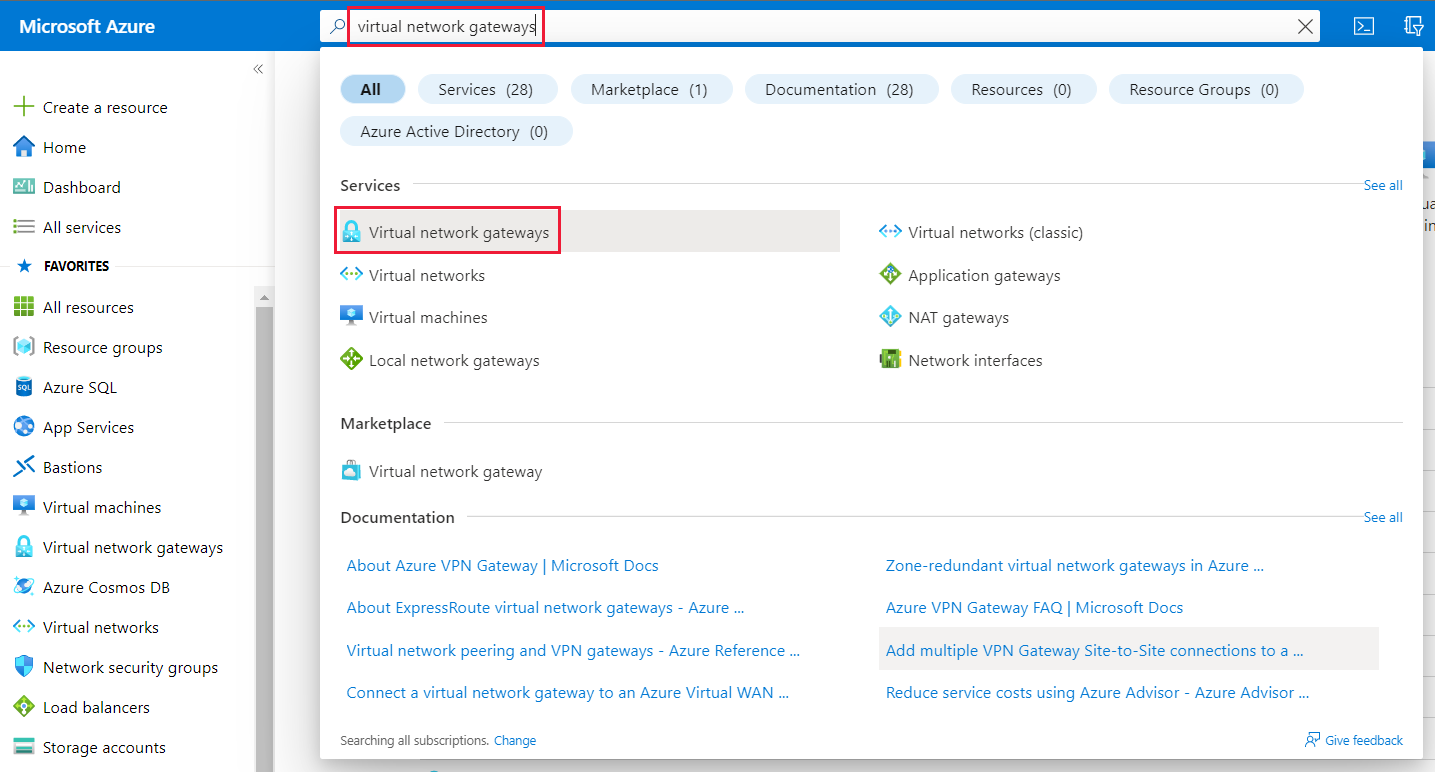 Microsoft Azure
virtual network gateways
Create a resource
Home
Dashboard
All services
FAVORITES
All resources
Resource groups
SQL
Azure SQL
App Services
Bastions
Virtual machines
Virtual network gateways
Azure Cosmos DB
Virtual networks
Network security groups
Load balancers
Storage accounts
All
Services (28)
Marketplace (1)
Documentation (28)
Resources (0)
Resource Groups (0)
Azure Active Directory (0)
Services
See all
Virtual network gateways
Virtual networks (classic)
Virtual networks
Application gateways
Virtual machines
NAT gateways
Local network gateways
Network interfaces
Marketplace
Virtual network gateway
Documentation
See all
About Azure VPN Gateway | Microsoft Docs
Zone-redundant virtual network gateways in Azure ...
About ExpressRoute virtual network gateways - Azure ...
Azure VPN Gateway FAQ | Microsoft Docs
Virtual network peering and VPN gateways - Azure Reference ...
Add multiple VPN Gateway Site-to-Site connections to a ...
Connect a virtual network gateway to an Azure Virtual WAN ...
Reduce service costs using Azure Advisor - Azure Advisor ...
Searching all subscriptions. Change
Give feedback